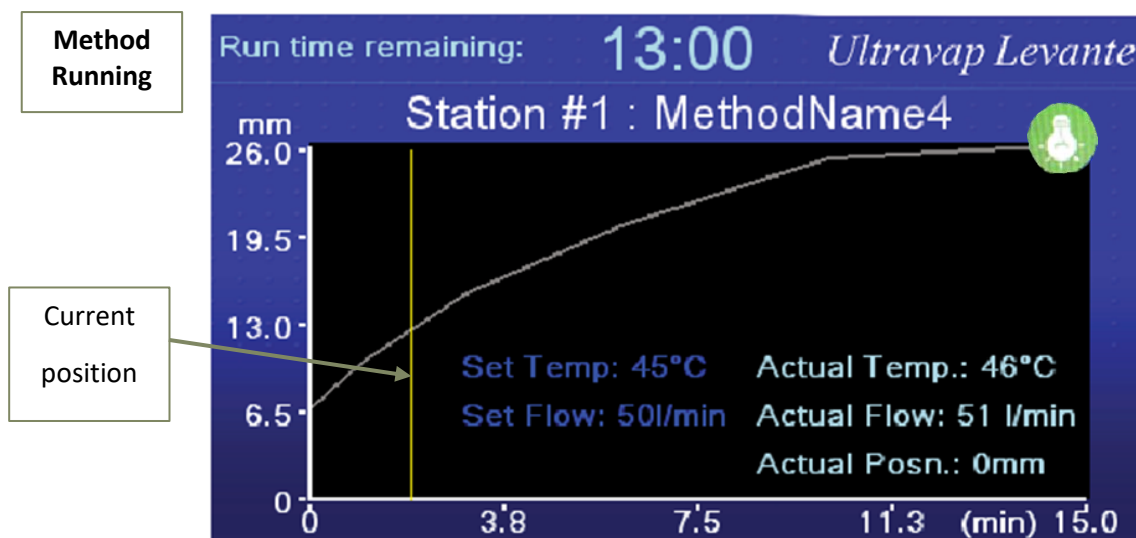 Method
Running
Run time remaining: 13:00 Ultravap Levante
Station #1 : MethodName4
mm
26.0
19.5
13.0
6.5
0
Current
position
Set Temp: 45°C Actual Temp.: 46°C
Set Flow: 50l/min Actual Flow: 51 l/min
Actual Posn.: 0mm
0 3.8 7.5 11.3 (min) 15.0